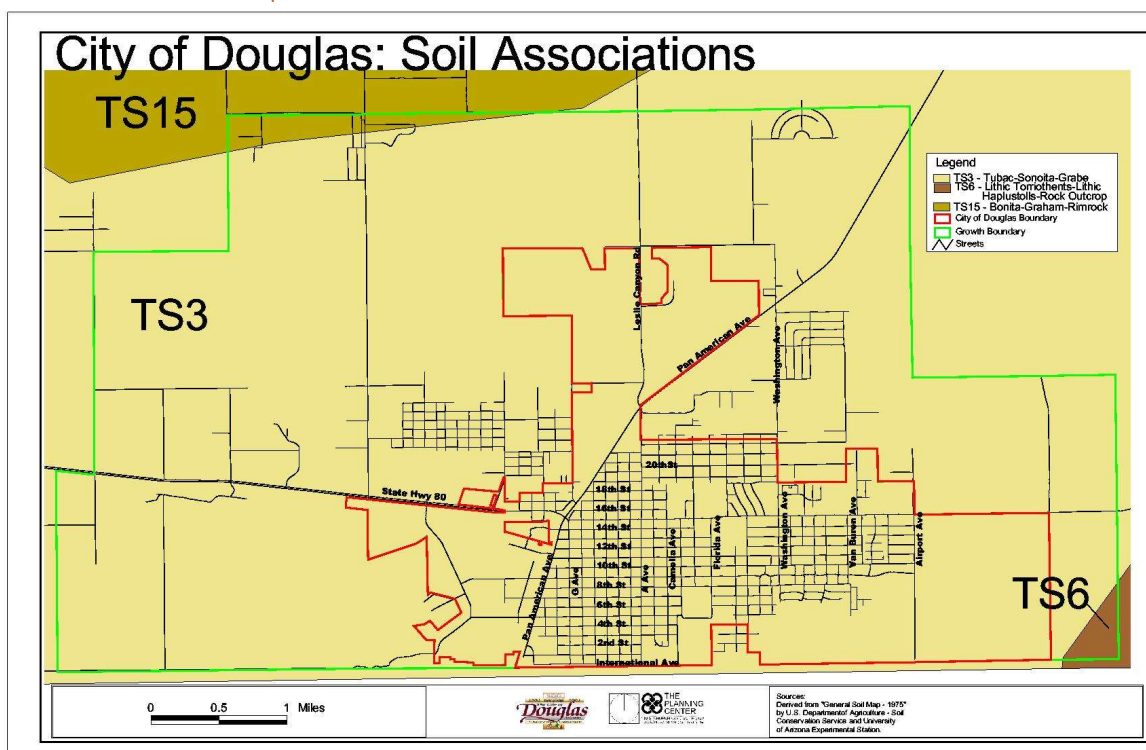 City of Douglas: Soil Associations
TS15
Legend
TS3 - Tubac-Sonoita-Grabe
TS6 - Lithic Torriothents-Lithic
Haplustolls-Rock Outcrop
TS15 - Bonita-Graham-Rimrock
City of Douglas Boundary
Growth Boundary
Streets
TS3
Leslie Canyon Rd
Pan American Ave
Washington Ave
20th St
State Hwy 80
18th St
16th St
14th St
12th St
10th St
8th St
6th St
4th St
2nd St
International Ave
Pan American Ave
G Ave
A Ave
Camelia Ave
Florida Ave
Washington Ave
Van Buren Ave
Airport Ave
TS6
0 0.5 1 Miles
Douglas
THE
PLANNING
CENTER
Sources:
Derived from "General Soil Map - 1975"
by U.S. Departmentof Agriculture - Soil
Conservation Service and University
of Arizona Experimental Station.